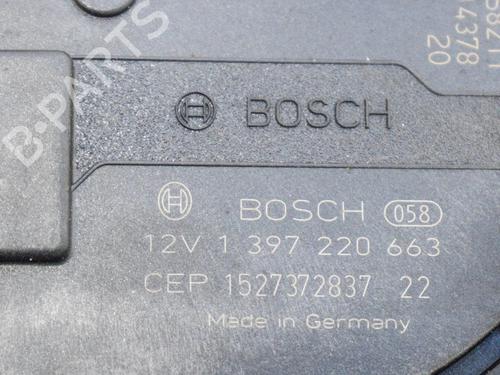 BOSCH
BOSCH 058
12V 1 397 220 663
CEP 1527372837 22
Made in Germany
4378
20
B-PARTS